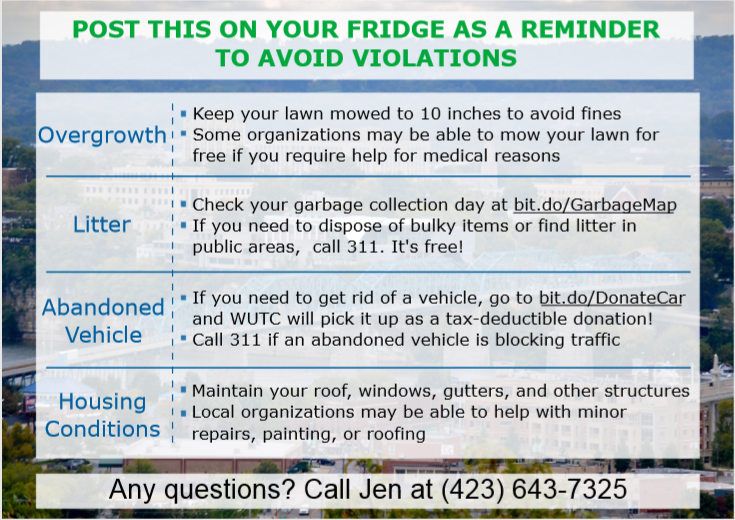 POST THIS ON YOUR FRIDGE AS A REMINDER
TO AVOID VIOLATIONS
Overgrowth
Keep your lawn mowed to 10 inches to avoid fines
Some organizations may be able to mow your lawn for
free if you require help for medical reasons
Litter
Check your garbage collection day at bit.do/GarbageMap
If you need to dispose of bulky items or find litter in
public areas, call 311. It's free!
Abandoned
Vehicle
If you need to get rid of a vehicle, go to bit.do/DonateCar
and WUTC will pick it up as a tax-deductible donation!
Call 311 if an abandoned vehicle is blocking traffic
Housing
Conditions
Maintain your roof, windows, gutters, and other structures
Local organizations may be able to help with minor
repairs, painting, or roofing
Any questions? Call Jen at (423) 643-7325